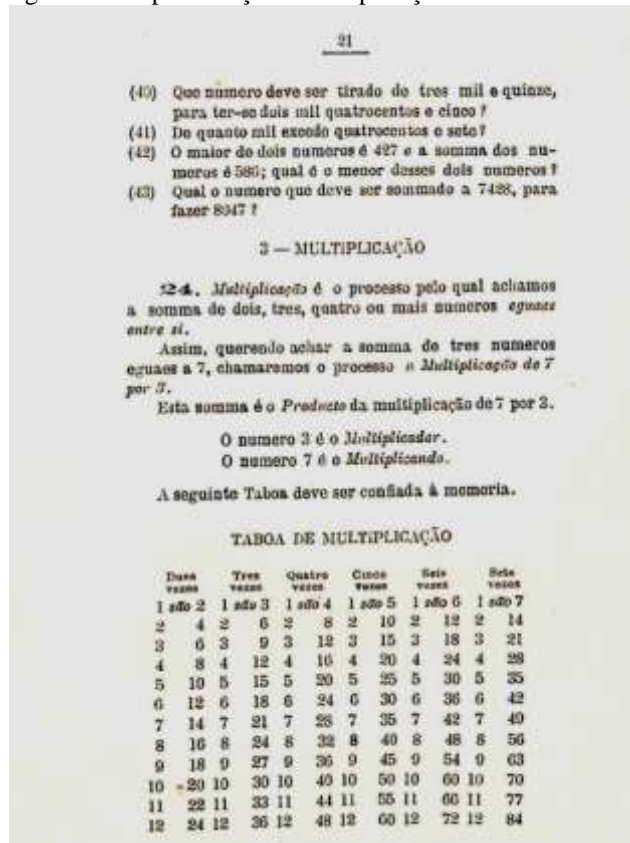 21
(40) Que numero deve ser tirado de tres mil e quinze,
para ter-se dois mil quatrocentos e cinco ?
(41) De quanto mil excede quatrocentos e sete ?
(42) O maior de dois numeros é 427 e a somma dos nu-
meros é 586; qual é o menor desses dois numeros ?
(43) Qual o numero que deve ser sommado a 7428, para
fazer 8047 ?
3 — MULTIPLICAÇÃO
24. Multiplicação é o processo pelo qual achamos
a somma de dois, tres, quatro ou mais numeros eguaes
entre si.
Assim, querendo achar a somma de tres numeros
eguaes a 7, chamaremos o processo a Multiplicação de 7
por 3.
Esta somma é o Producto da multiplicação de 7 por 3.
O numero 3 é o Multiplicador.
O numero 7 é o Multiplicando.
A seguinte Taboa deve ser confiada á memoria.
TABOA DE MULTIPLICAÇÃO
Duas Tres Quatro Cinco Seis Sete
vezes vezes vezes vezes vezes vezes
1 são 2 1 são 3 1 são 4 1 são 5 1 são 6 1 são 7
2 4 2 6 2 8 2 10 2 12 2 14
3 6 3 9 3 12 3 15 3 18 3 21
4 8 4 12 4 16 4 20 4 24 4 28
5 10 5 15 5 20 5 25 5 30 5 35
6 12 6 18 6 24 6 30 6 36 6 42
7 14 7 21 7 28 7 35 7 42 7 49
8 16 8 24 8 32 8 40 8 48 8 56
9 18 9 27 9 36 9 45 9 54 9 63
10 20 10 30 10 40 10 50 10 60 10 70
11 22 11 33 11 44 11 55 11 66 11 77
12 24 12 36 12 48 12 60 12 72 12 84